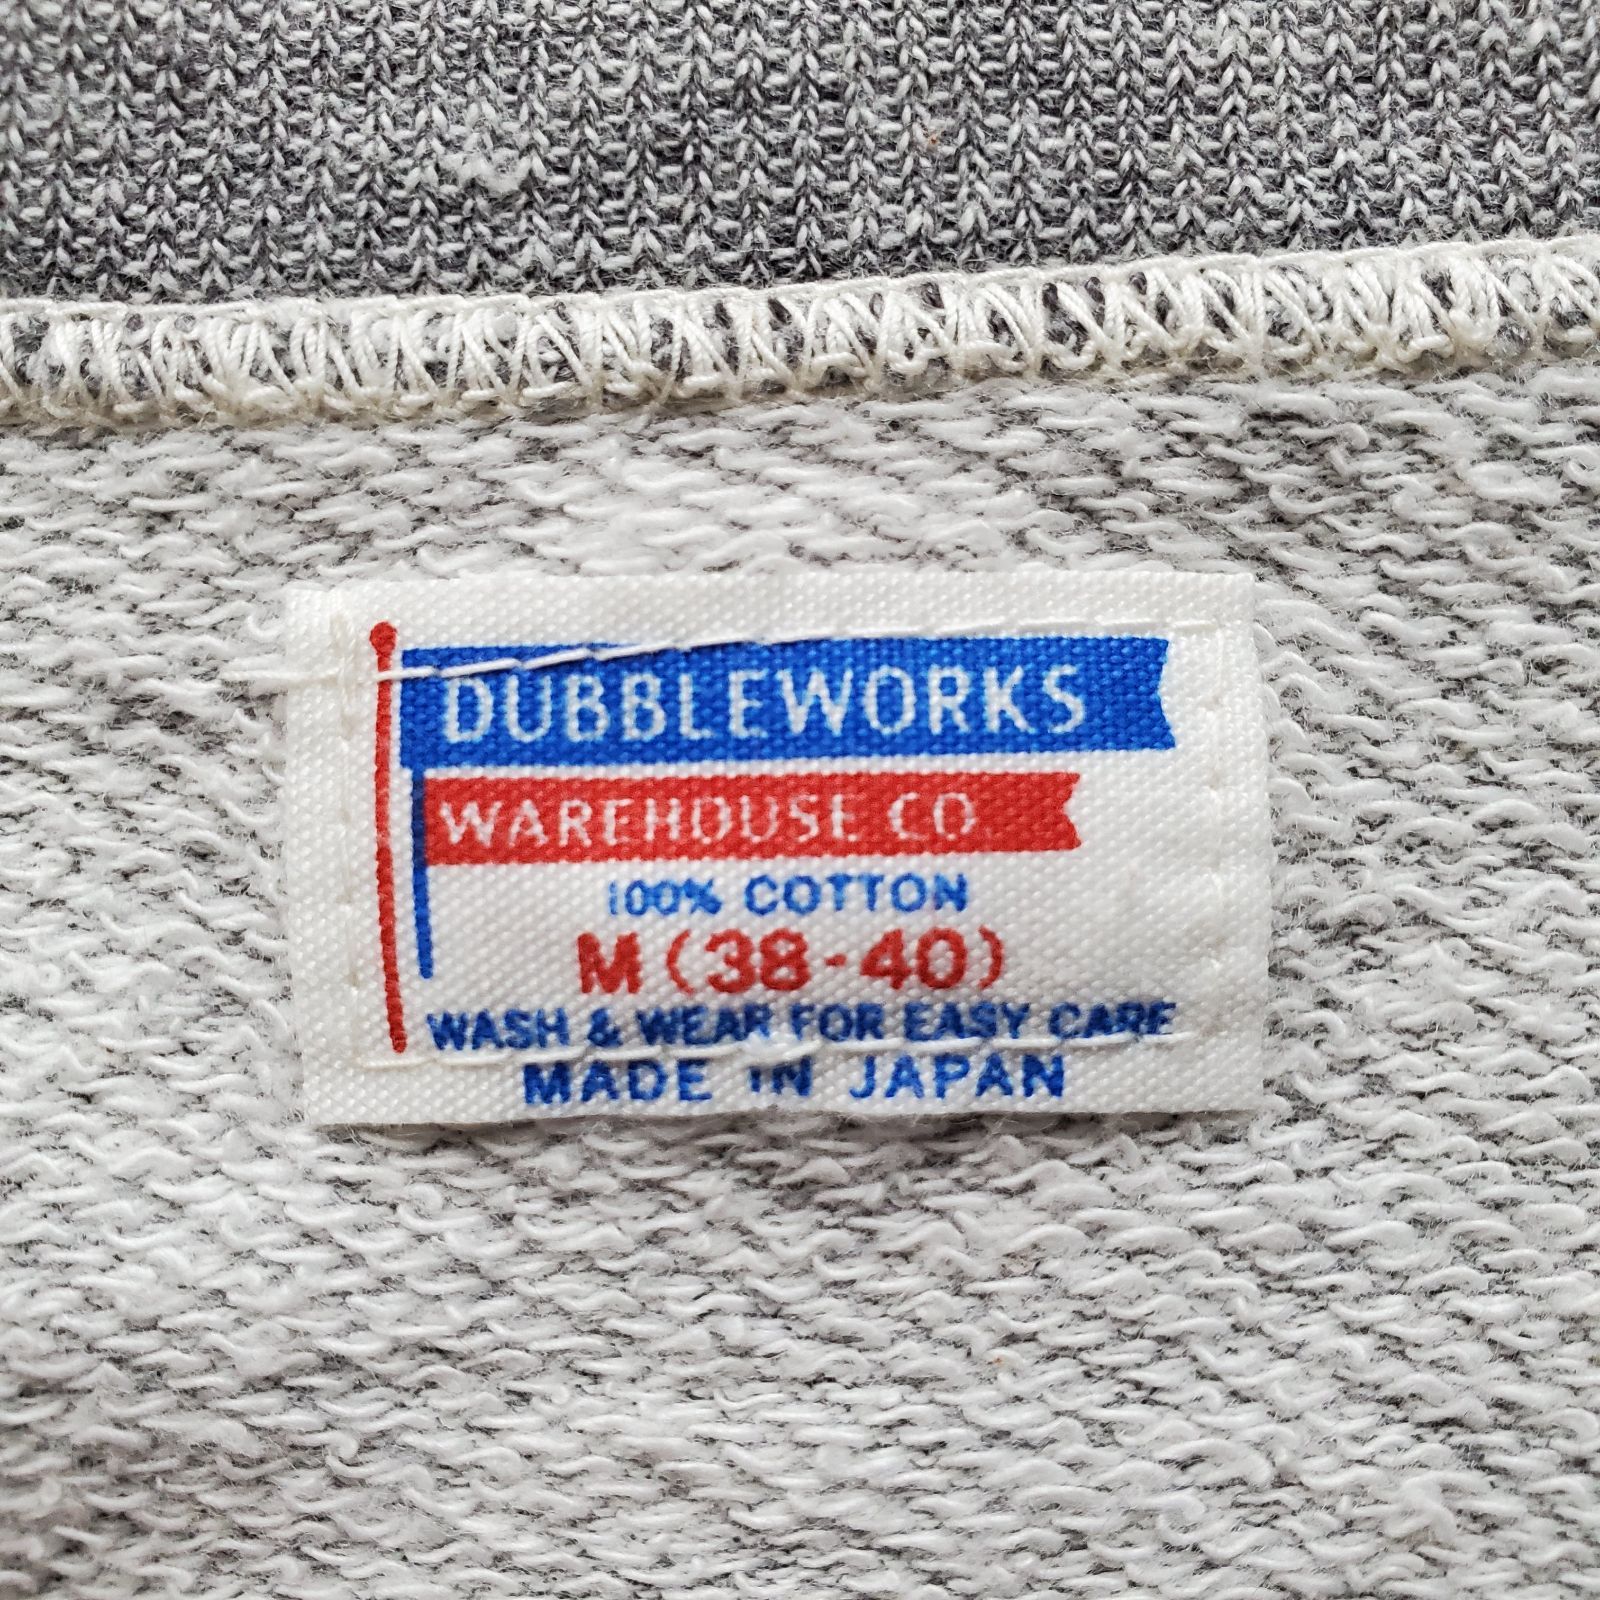 DUBBLEWORKS
WAREHOUSE CO.
100% COTTON
M (38-40)
WASH & WEAR FOR EASY CARE
MADE IN JAPAN